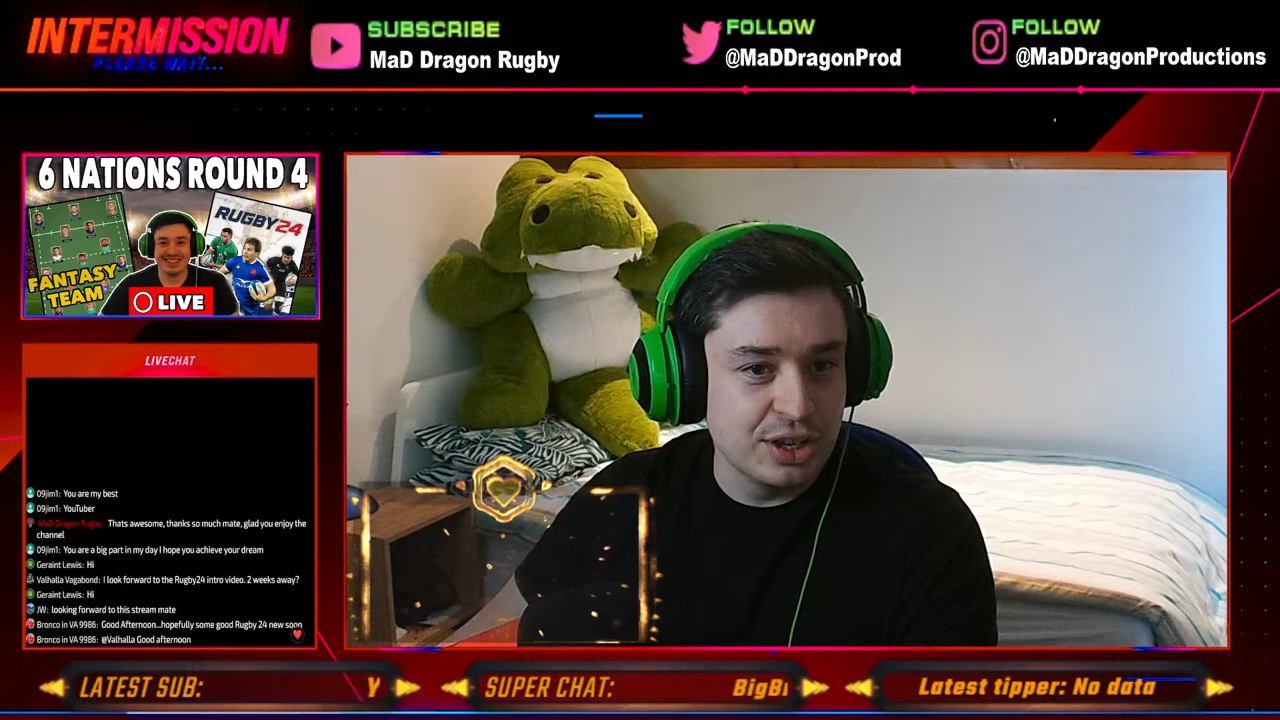 INTERMISSION
PLEASE WAIT...
SUBSCRIBE
MaD Dragon Rugby
FOLLOW
@MaDDragonProd
FOLLOW
@MaDDragonProductions
6 NATIONS ROUND 4
RUGBY24
FANTASY
TEAM
LIVE
LIVECHAT
09jim1: You are my best
09jim1: YouTuber
MaD Dragon Rugby: Thats awesome, thanks so much mate, glad you enjoy the
channel
09jim1: You are a big part in my day I hope you achieve your dream
Geraint Lewis: Hi
Valhalla Vagabond: I look forward to the Rugby24 intro video. 2 weeks away?
Geraint Lewis: Hi
JW: looking forward to this stream mate
Bronco in VA 9986: Good Afternoon...hopefully some good Rugby 24 new soon
Bronco in VA 9986: @Valhalla Good afternoon
LATEST SUB: Y
SUPER CHAT: BigB
Latest tipper: No data